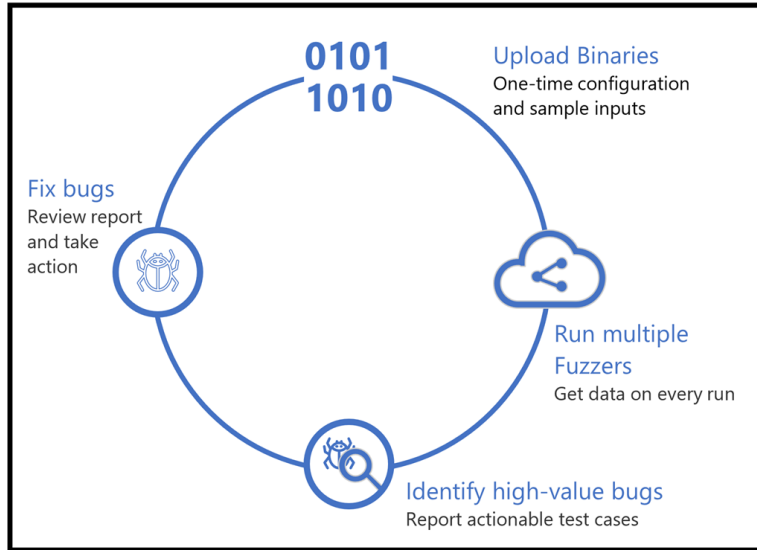 0101
1010
Upload Binaries
One-time configuration
and sample inputs
Run multiple
Fuzzers
Get data on every run
Identify high-value bugs
Report actionable test cases
Fix bugs
Review report
and take
action